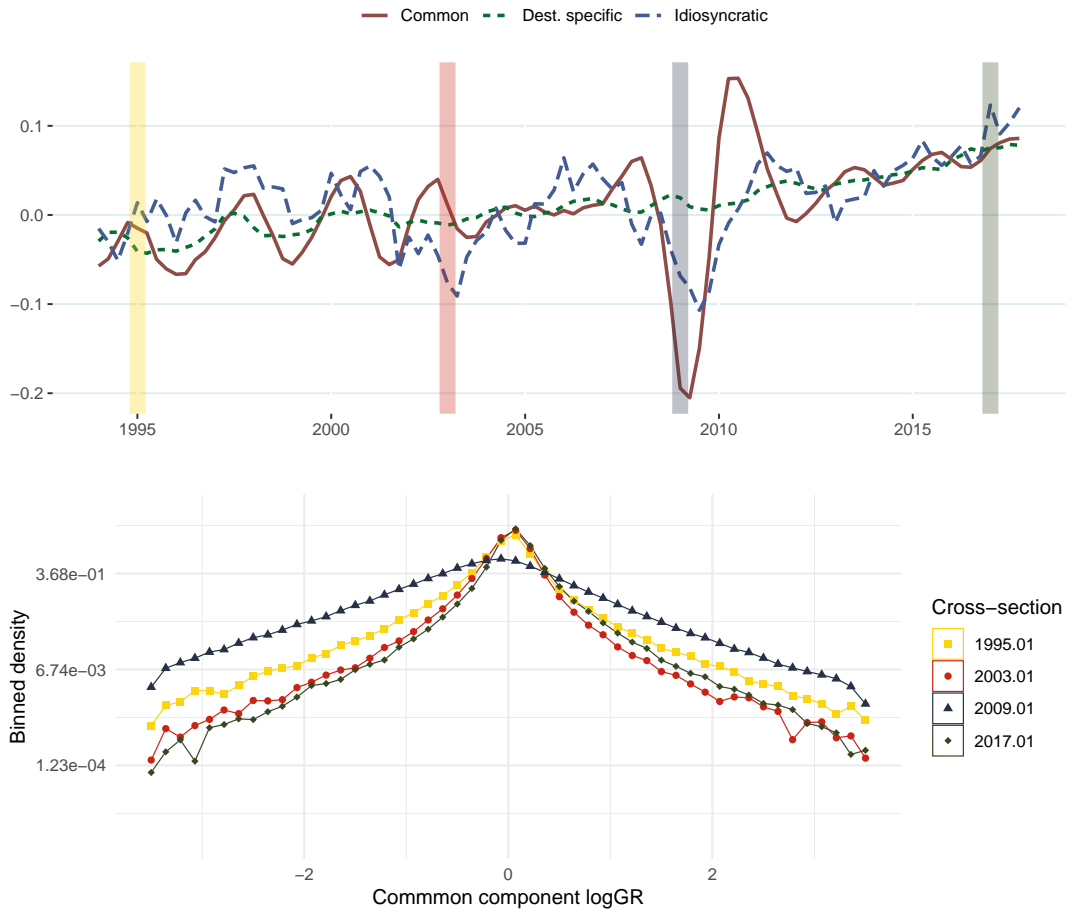 Common Dest. specific Idiosyncratic
0.1
0.0
−0.1
−0.2
1995 2000 2005 2010 2015
Binned density
3.68e−01
6.74e−03
1.23e−04
−2 0 2
Commmon component logGR
Cross−section
1995.01
2003.01
2009.01
2017.01